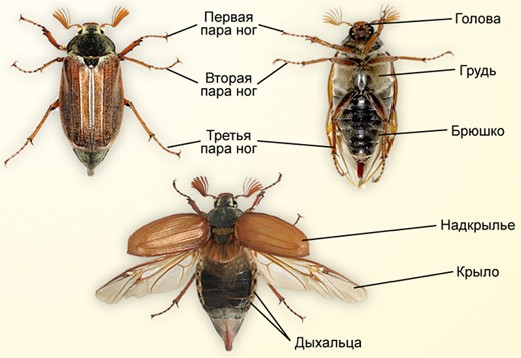 Первая
пара ног
Вторая
пара ног
Третья
пара ног
Голова
Грудь
Брюшко
Надкрылье
Крыло
Дыхальца